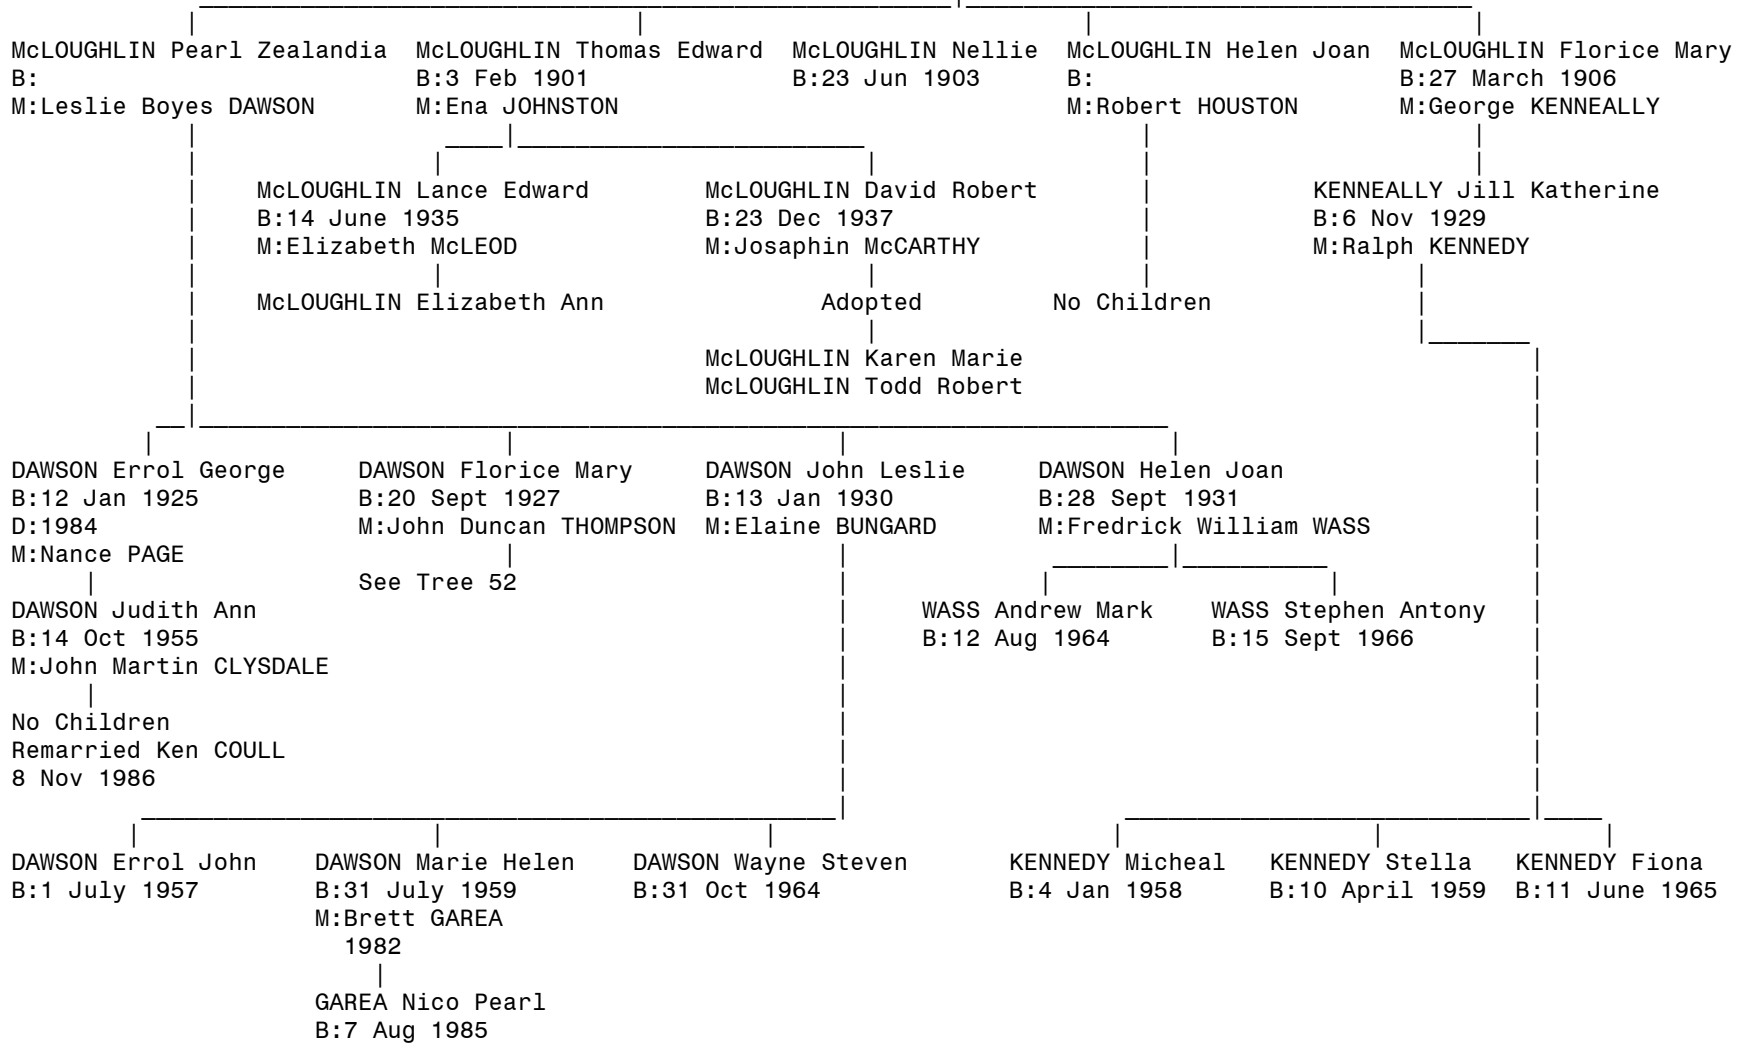 McLOUGHLIN Pearl Zealandia McLOUGHLIN Thomas Edward McLOUGHLIN Nellie McLOUGHLIN Helen Joan McLOUGHLIN Florice Mary
B: B:3 Feb 1901 B:23 Jun 1903 B: B:27 March 1906
M:Leslie Boyes DAWSON M:Ena JOHNSTON M:Robert HOUSTON M:George KENNEALLY
McLOUGHLIN Lance Edward McLOUGHLIN David Robert KENNEALLY Jill Katherine
B:14 June 1935 B:23 Dec 1937 B:6 Nov 1929
M:Elizabeth McLEOD M:Josaphin McCARTHY M:Ralph KENNEDY
McLOUGHLIN Elizabeth Ann Adopted No Children
McLOUGHLIN Karen Marie
McLOUGHLIN Todd Robert
DAWSON Errol George DAWSON Florice Mary DAWSON John Leslie DAWSON Helen Joan
B:12 Jan 1925 B:20 Sept 1927 B:13 Jan 1930 B:28 Sept 1931
D:1984 M:John Duncan THOMPSON M:Elaine BUNGARD M:Fredrick William WASS
M:Nance PAGE
See Tree 52
DAWSON Judith Ann WASS Andrew Mark WASS Stephen Antony
B:14 Oct 1955 B:12 Aug 1964 B:15 Sept 1966
M:John Martin CLYSDALE
No Children
Remarried Ken COULL
8 Nov 1986
DAWSON Errol John DAWSON Marie Helen DAWSON Wayne Steven KENNEDY Micheal KENNEDY Stella KENNEDY Fiona
B:1 July 1957 B:31 July 1959 B:31 Oct 1964 B:4 Jan 1958 B:10 April 1959 B:11 June 1965
M:Brett GAREA
1982
GAREA Nico Pearl
B:7 Aug 1985